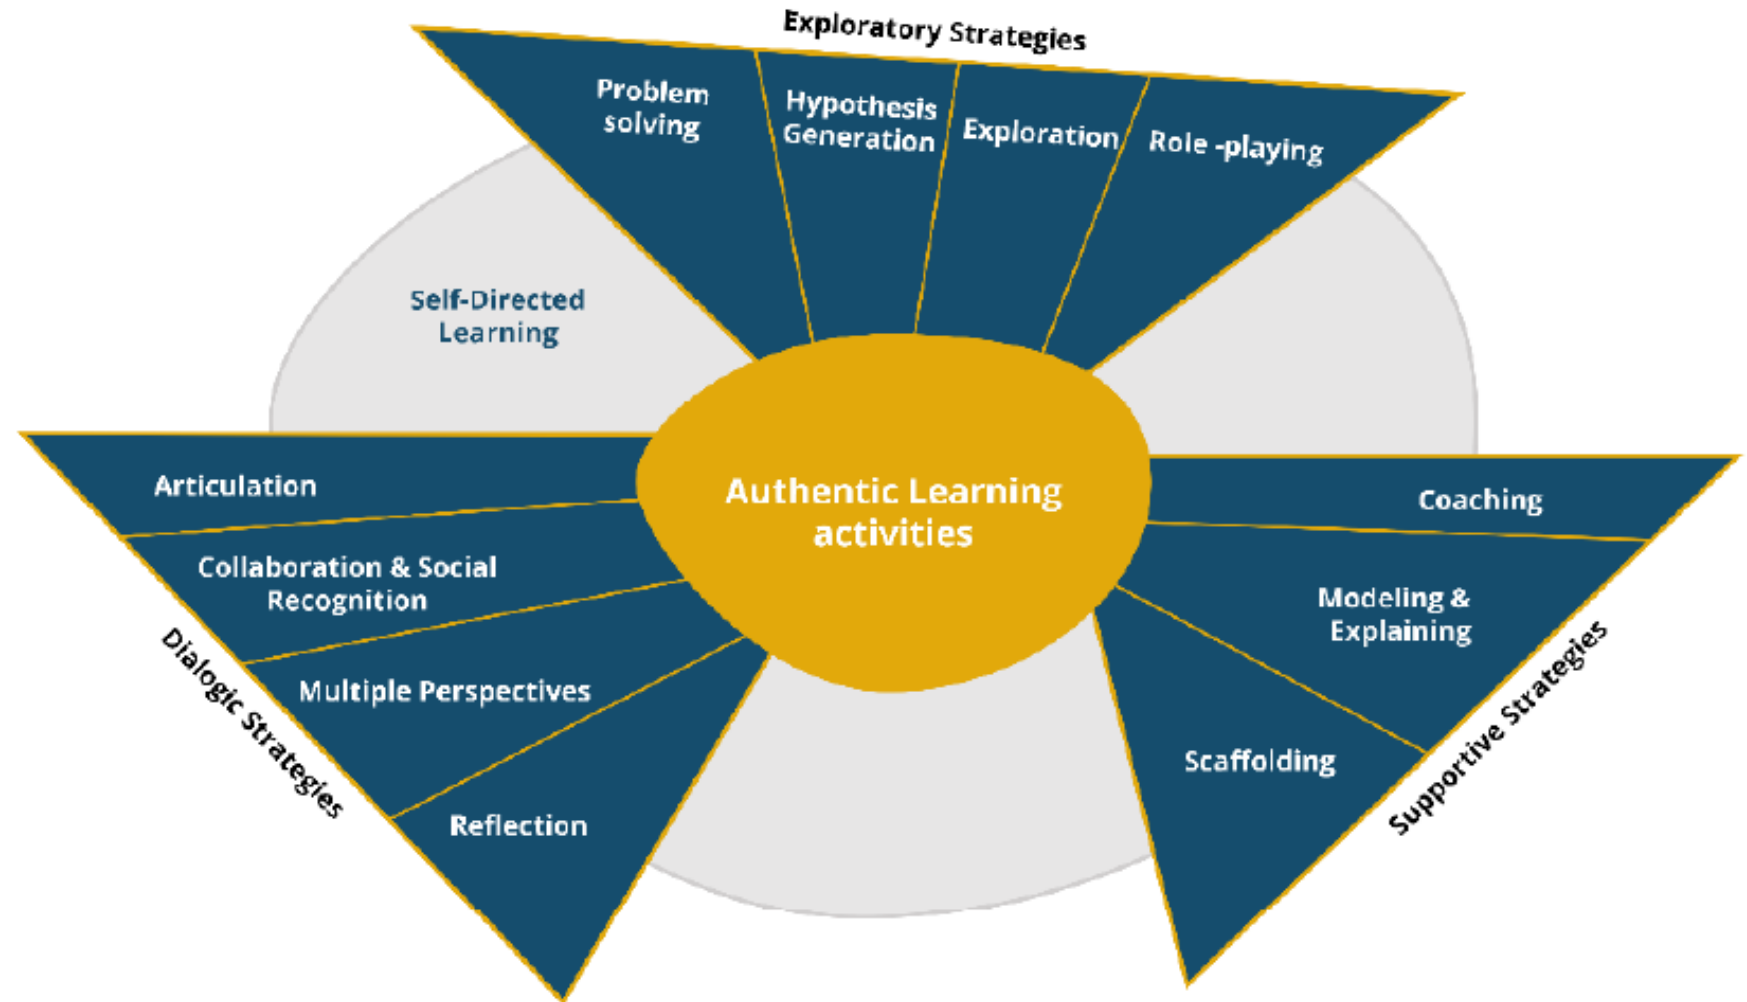 Exploratory Strategies
Problem
solving
Hypothesis
Generation
Exploration
Role -playing
Self-Directed
Learning
Authentic Learning
activities
Articulation
Collaboration & Social
Recognition
Multiple Perspectives
Reflection
Dialogic Strategies
Coaching
Modeling &
Explaining
Scaffolding
Supportive Strategies